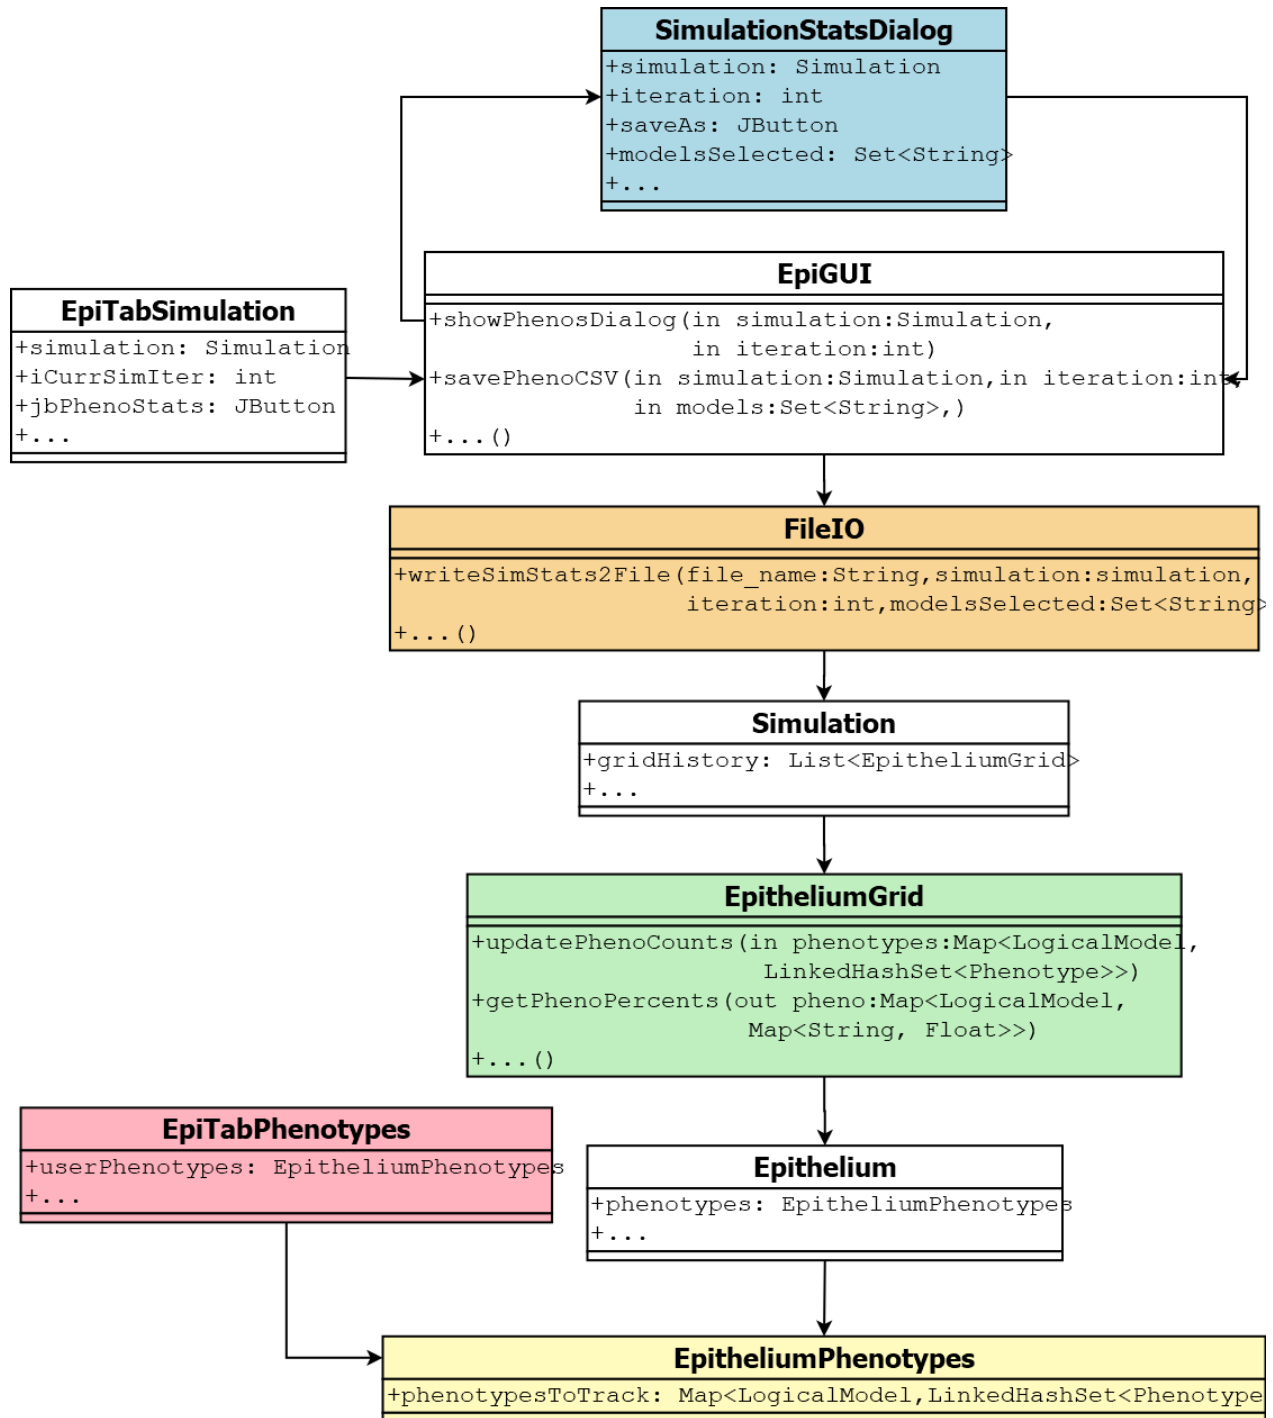 SimulationStatsDialog
+simulation: Simulation
+iteration: int
+saveAs: JButton
+modelsSelected: Set<String>
+...
EpiGUI
+showPhenosDialog(in simulation:Simulation,
in iteration:int)
+savePhenoCSV(in simulation:Simulation,in iteration:int,
in models:Set<String>,)
+...()
EpiTabSimulation
+simulation: Simulation
+iCurrSimIter: int
+jbPhenoStats: JButton
+...
FileIO
+writeSimStats2File(file_name:String,simulation:simulation,
iteration:int,modelsSelected:Set<String>
+...()
Simulation
+gridHistory: List<EpitheliumGrid>
+...
EpitheliumGrid
+updatePhenoCounts(in phenotypes:Map<LogicalModel,
LinkedHashSet<Phenotype>>)
+getPhenoPercents(out pheno:Map<LogicalModel,
Map<String, Float>>)
+...()
EpiTabPhenotypes
+userPhenotypes: EpitheliumPhenotypes
+...
Epithelium
+phenotypes: EpitheliumPhenotypes
+...
EpitheliumPhenotypes
+phenotypesToTrack: Map<LogicalModel,LinkedHashSet<Phenotype